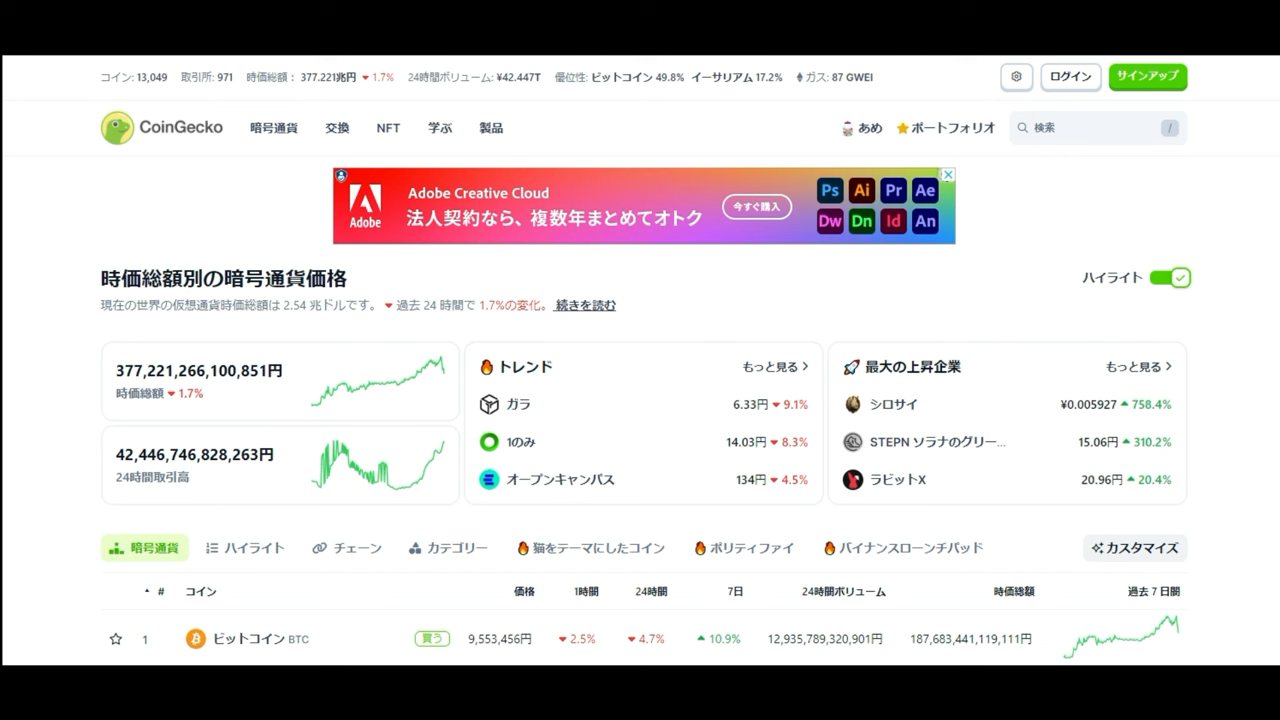 コイン: 13,049 取引所: 971 時価総額： 377.221兆円 1.7% 24時間ボリューム: ¥42.447T 優位性: ビットコイン 49.8% イーサリアム 17.2% ガス: 87 GWEI ログイン サインアップ
CoinGecko 暗号通貨 交換 NFT 学ぶ 製品 あめ ポートフォリオ 検索 /
Adobe Adobe Creative Cloud
法人契約なら、複数年まとめてオトク 今すぐ購入
Ps Ai Pr Ae
Dw Dn Id An
時価総額別の暗号通貨価格 ハイライト
現在の世界の仮想通貨時価総額は 2.54 兆ドルです。 過去 24 時間で 1.7%の変化。 続きを読む
377,221,266,100,851円
時価総額 1.7%
42,446,746,828,263円
24時間取引高
トレンド もっと見る
ガラ 6.33円 9.1%
1のみ 14.03円 8.3%
オープンキャンパス 134円 4.5%
最大の上昇企業 もっと見る
シロサイ ¥0.005927 758.4%
STEPN ソラナのグリー... 15.06円 310.2%
ラビットX 20.96円 20.4%
暗号通貨 ハイライト チェーン カテゴリー 猫をテーマにしたコイン ポリティファイ バイナンスローンチパッド カスタマイズ
# コイン 価格 1時間 24時間 7日 24時間ボリューム 時価総額 過去 7 日間
1 ビットコイン BTC 買う 9,553,456円 2.5% 4.7% 10.9% 12,935,789,320,901円 187,683,441,119,111円